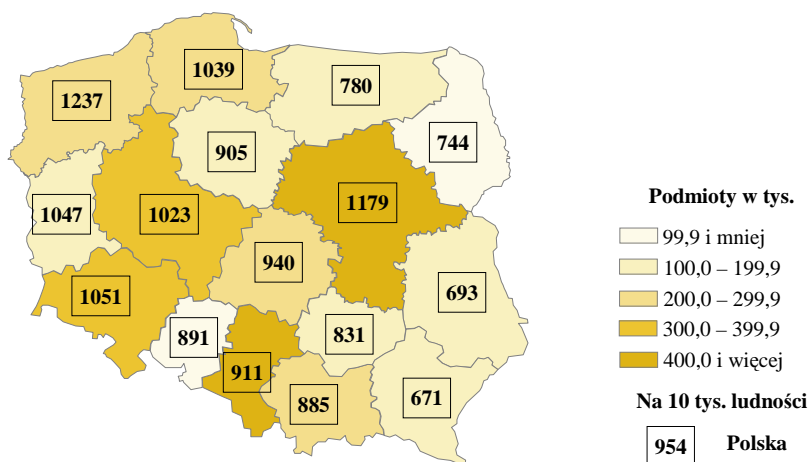 1039
1237
780
905
744
1047
1023
1179
940
693
1051
891
831
911
885
671
Podmioty w tys.
99,9 i mniej
100,0 – 199,9
200,0 – 299,9
300,0 – 399,9
400,0 i więcej
Na 10 tys. ludności
954 Polska